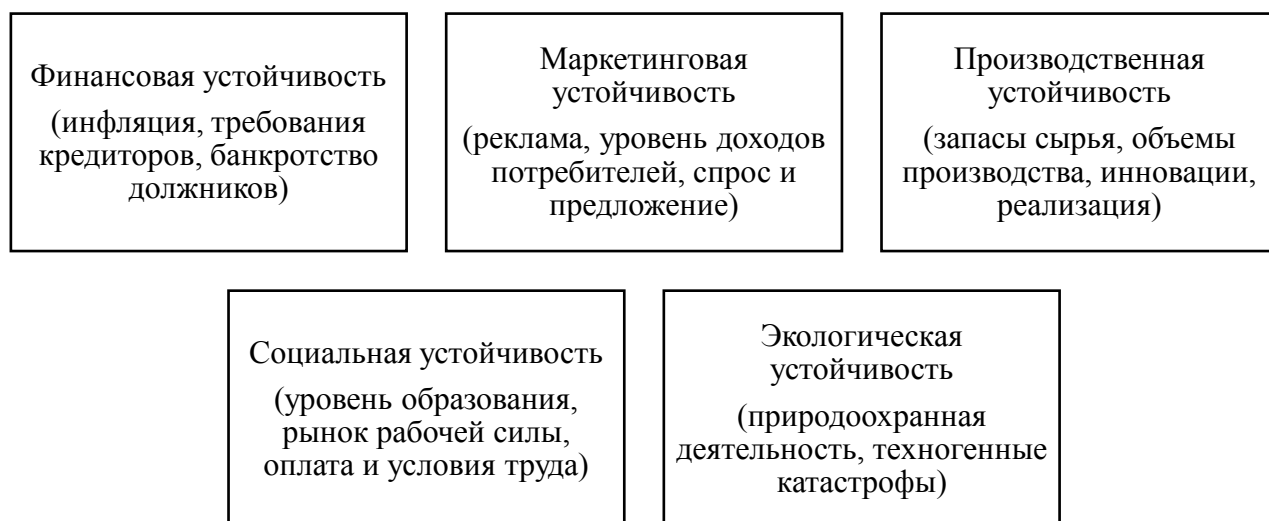 Финансовая устойчивость
(инфляция, требования
кредиторов, банкротство
должников)
Маркетинговая
устойчивость
(реклама, уровень доходов
потребителей, спрос и
предложение)
Производственная
устойчивость
(запасы сырья, объемы
производства, инновации,
реализация)
Социальная устойчивость
(уровень образования,
рынок рабочей силы,
оплата и условия труда)
Экологическая
устойчивость
(природоохранная
деятельность, техногенные
катастрофы)